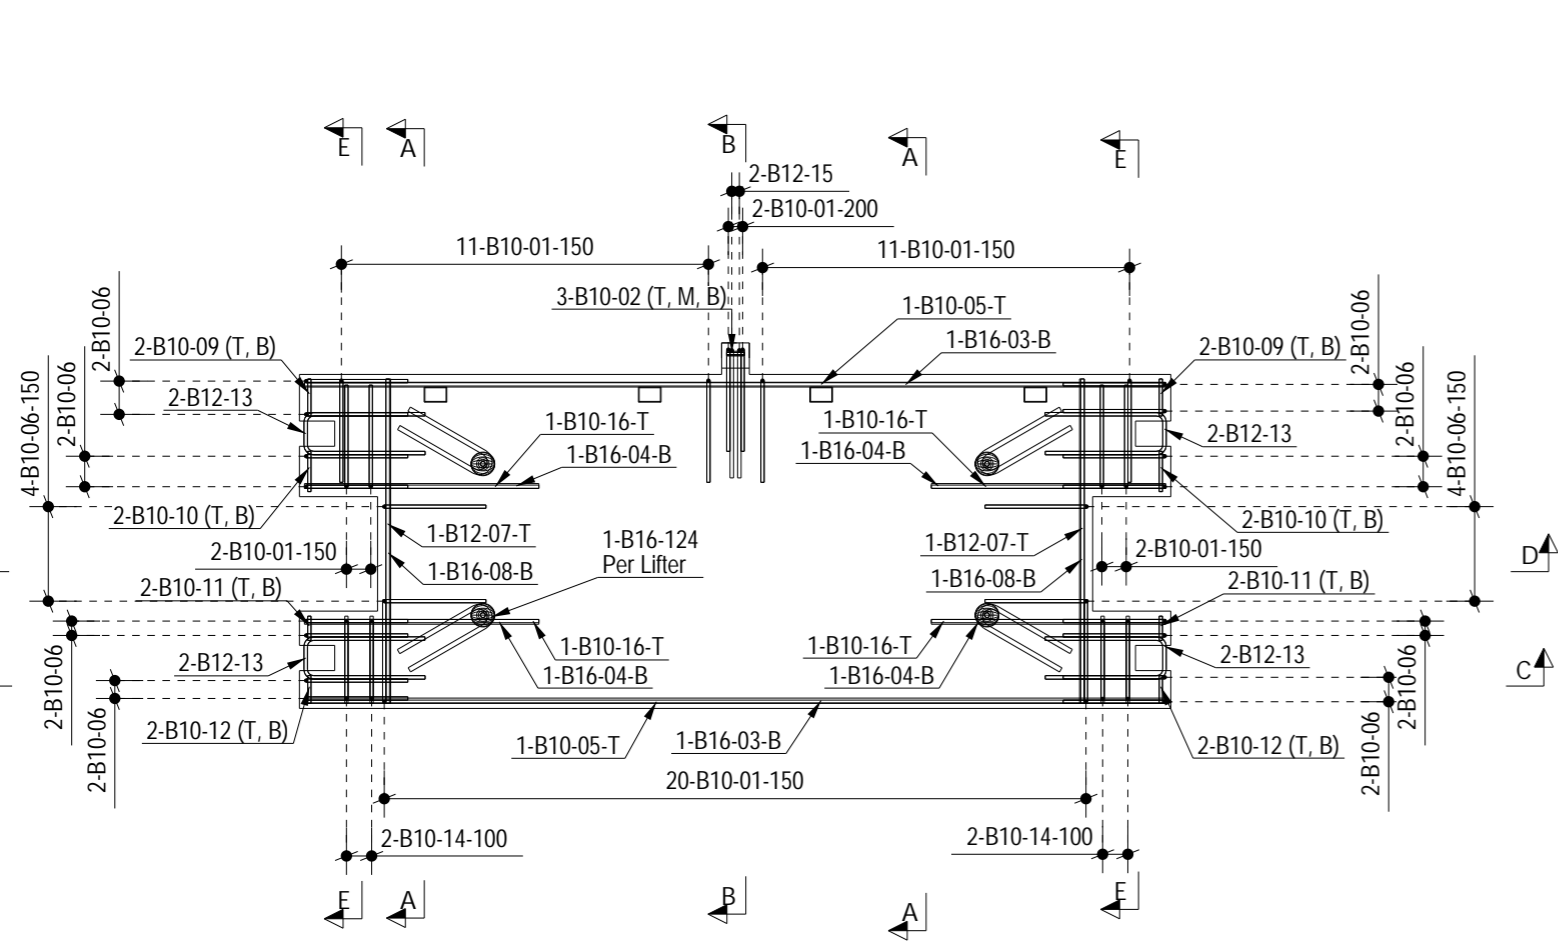 E
A
B
A
E
2-B12-15
2-B10-01-200
11-B10-01-150
11-B10-01-150
3-B10-02 (T, M, B)
1-B10-05-T
1-B16-03-B
2-B10-06
2-B10-09 (T, B)
2-B10-09 (T, B)
2-B10-06
2-B10-06
2-B12-13
2-B10-06
4-B10-06-150
1-B10-16-T
1-B10-16-T
2-B12-13
4-B10-06-150
1-B16-04-B
1-B16-04-B
2-B10-10 (T, B)
2-B10-10 (T, B)
1-B12-07-T
1-B16-124
Per Lifter
1-B12-07-T
2-B10-01-150
2-B10-01-150
D
1-B16-08-B
1-B16-08-B
2-B10-11 (T, B)
2-B10-11 (T, B)
2-B10-06
2-B12-13
1-B10-16-T
1-B10-16-T
2-B12-13
2-B10-06
C
1-B16-04-B
1-B16-04-B
2-B10-06
2-B10-12 (T, B)
1-B10-05-T
1-B16-03-B
2-B10-12 (T, B)
2-B10-06
20-B10-01-150
2-B10-14-100
2-B10-14-100
E
A
B
A
E